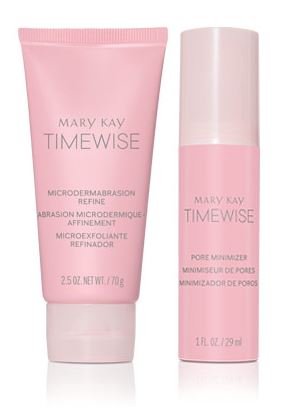 MARY KAY
TIMEWISE
MICRODERMABRASION
REFINE
ABRASION MICRODERMIQUE -
AFFINEMENT
MICROEXFOLIANTE
REFINADOR
2.5 OZ. NET WT. / 70 g
MARY KAY
TIMEWISE
PORE MINIMIZER
MINIMISEUR DE PORES
MINIMIZADOR DE POROS
1 FL. OZ. / 29 ml